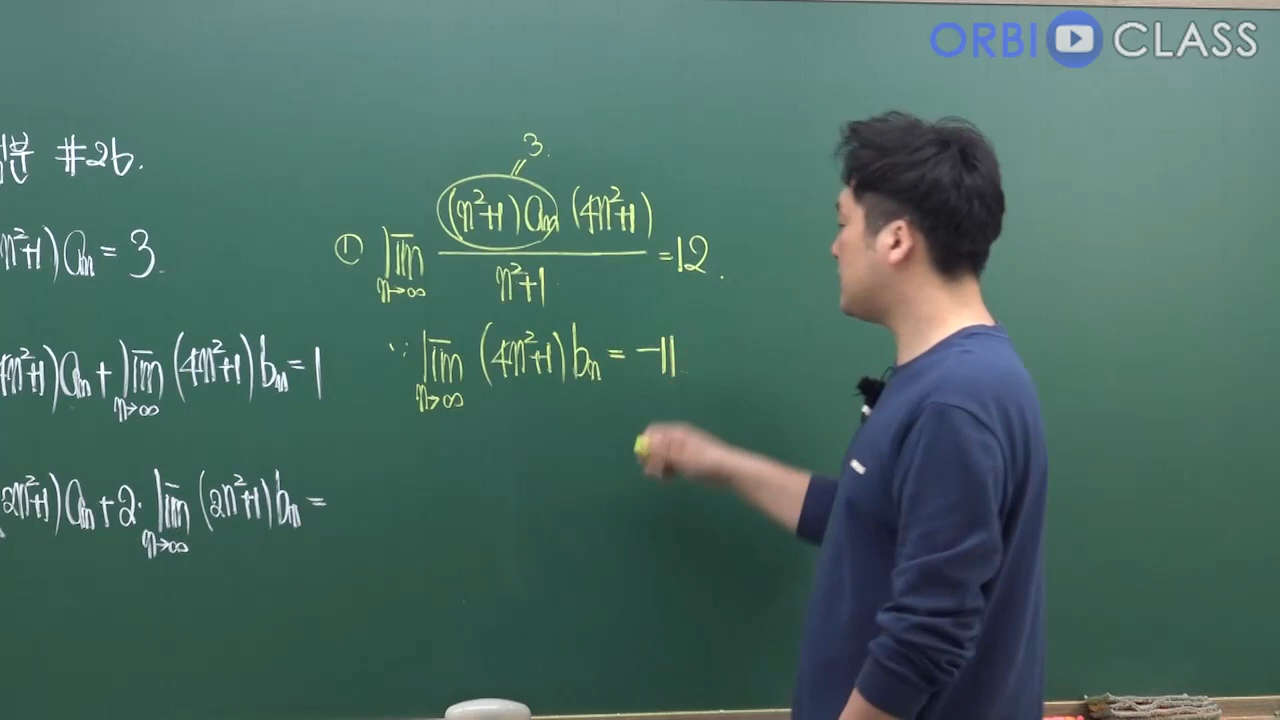 ORBI CLASS
분 #26.
n²+1)aₙ = 3.
4n²+1)aₙ + lim (4n²+1)bₙ = 1
n→∞
2n²+1)aₙ + 2· lim (2n²+1)bₙ =
n→∞
3.
① lim (n²+1)aₙ (4n²+1) / n²+1 = 12.
n→∞
∵ lim (4n²+1)bₙ = -11
n→∞